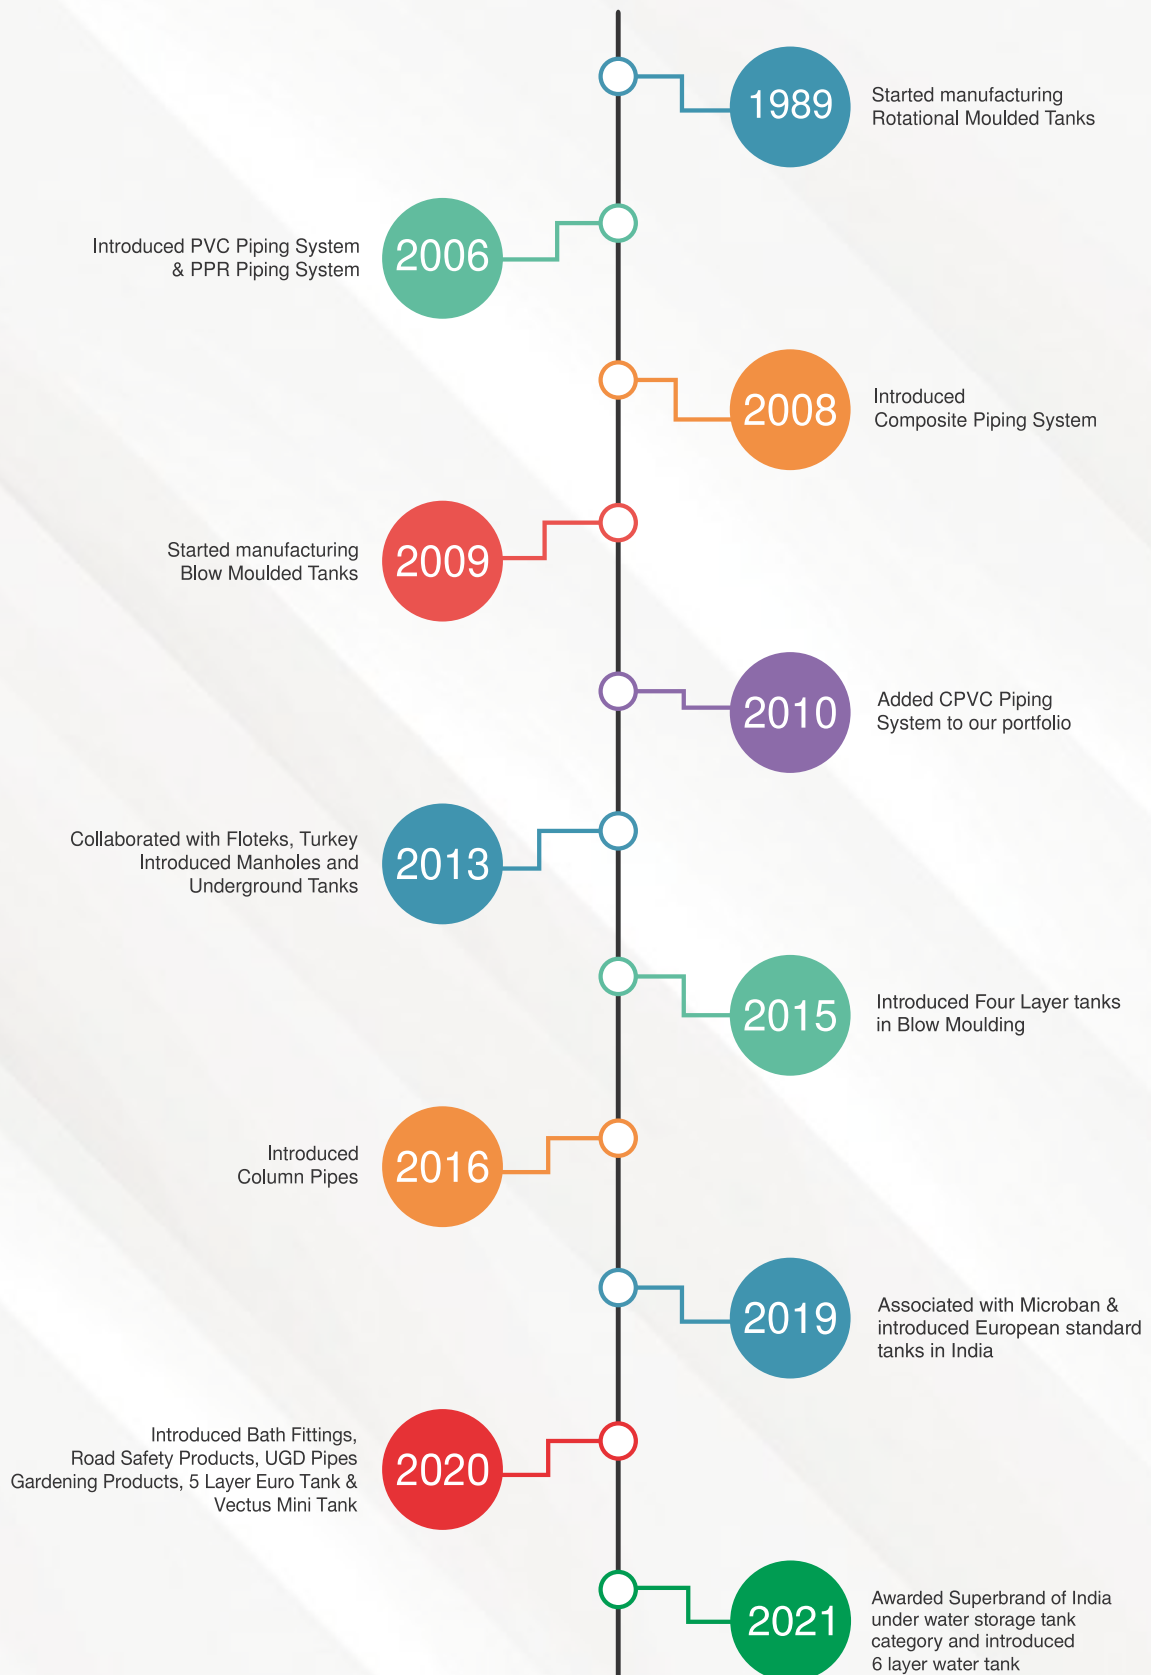 1989
Started manufacturing
Rotational Moulded Tanks
Introduced PVC Piping System
& PPR Piping System
2006
2008
Introduced
Composite Piping System
Started manufacturing
Blow Moulded Tanks
2009
2010
Added CPVC Piping
System to our portfolio
Collaborated with Floteks, Turkey
Introduced Manholes and
Underground Tanks
2013
2015
Introduced Four Layer tanks
in Blow Moulding
Introduced
Column Pipes
2016
2019
Associated with Microban &
introduced European standard
tanks in India
Introduced Bath Fittings,
Road Safety Products, UGD Pipes
Gardening Products, 5 Layer Euro Tank &
Vectus Mini Tank
2020
2021
Awarded Superbrand of India
under water storage tank
category and introduced
6 layer water tank